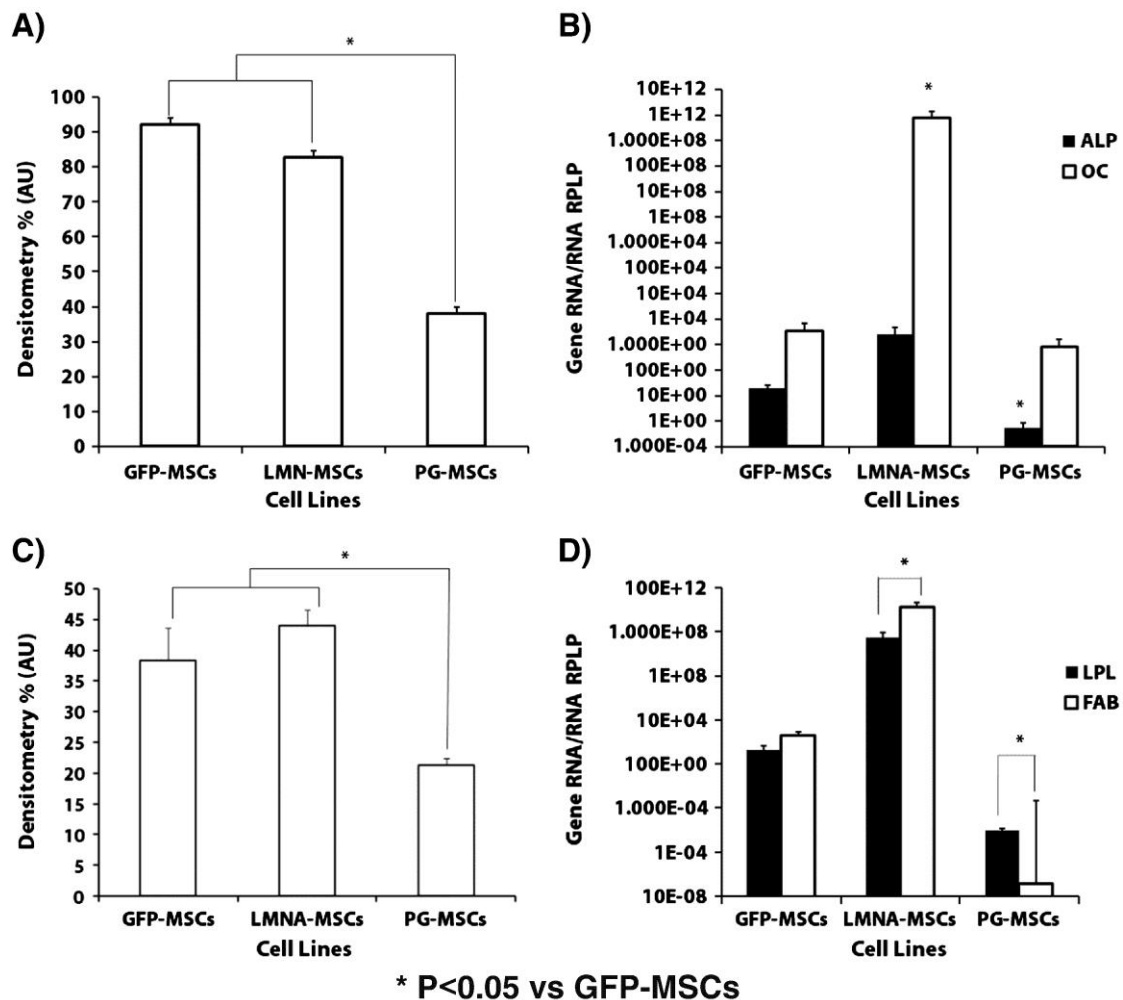 A)
*
Densitometry % (AU)
100
90
80
70
60
50
40
30
20
10
0
GFP-MSCs LMN-MSCs PG-MSCs
Cell Lines
B)
Gene RNA/RNA RPLP
10E+12
1E+12
1.000E+08
100E+08
10E+08
1E+08
1.000E+04
100E+04
10E+04
1E+04
1.000E+00
100E+00
10E+00
1E+00
1.000E-04
*
*
ALP
OC
GFP-MSCs LMNA-MSCs PG-MSCs
Cell Lines
C)
*
Densitometry % (AU)
50
45
40
35
30
25
20
15
10
5
0
GFP-MSCs LMNA-MSCs PG-MSCs
Cell Lines
D)
Gene RNA/RNA RPLP
100E+12
1.000E+08
1E+08
10E+04
100E+00
1.000E-04
1E-04
10E-08
*
*
LPL
FAB
GFP-MSCs LMNA-MSCs PG-MSCs
Cell Lines
* P<0.05 vs GFP-MSCs